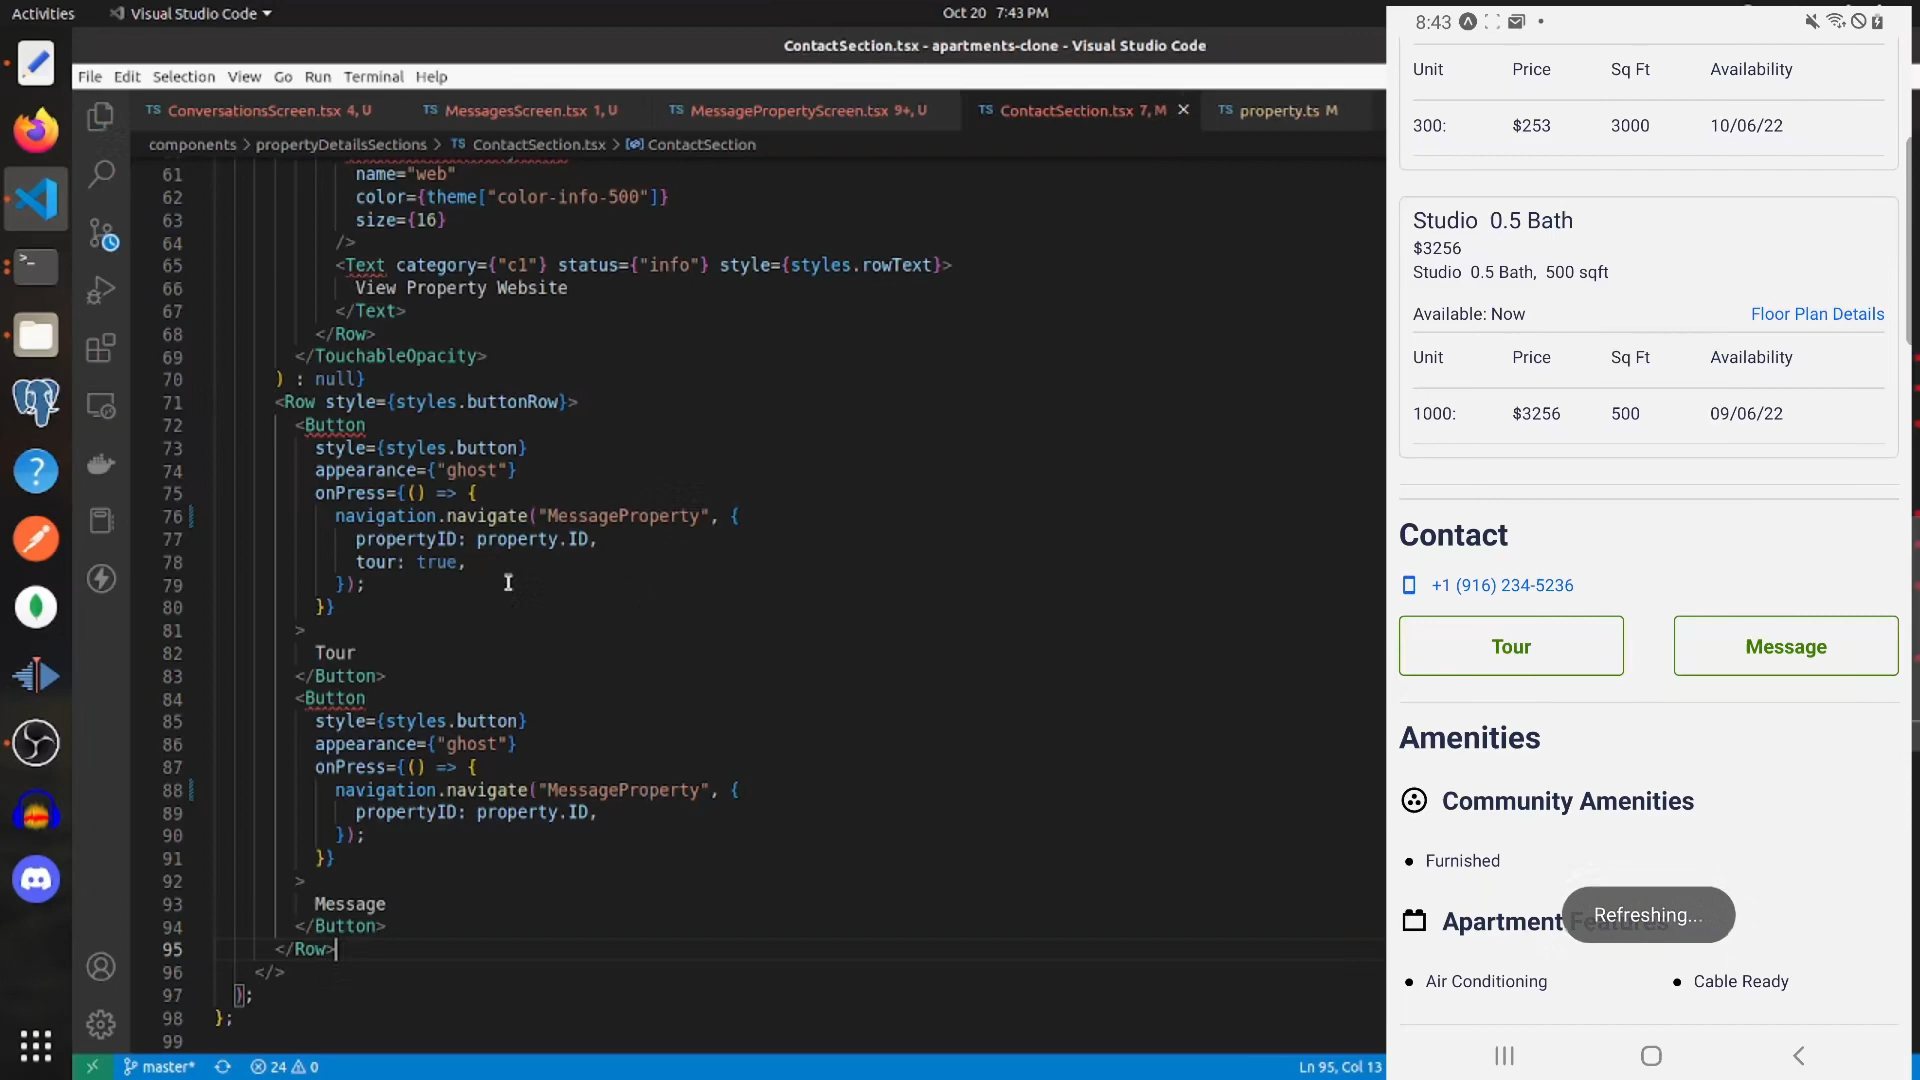 Activities
Visual Studio Code
Oct 20 7:43 PM
ContactSection.tsx - apartments-clone - Visual Studio Code
File Edit Selection View Go Run Terminal Help
TS ConversationsScreen.tsx 4, U
TS MessagesScreen.tsx 1, U
TS MessagePropertyScreen.tsx 9+, U
TS ContactSection.tsx 7, M
TS property.ts M
components > propertyDetailsSections > TS ContactSection.tsx > ContactSection
61 name="web"
62 color={theme["color-info-500"]}
63 size={16}
64 />
65 <Text category={"c1"} status={"info"} style={styles.rowText}>
66 View Property Website
67 </Text>
68 </Row>
69 </TouchableOpacity>
70 ) : null}
71 <Row style={styles.buttonRow}>
72 <Button
73 style={styles.button}
74 appearance={"ghost"}
75 onPress={() => {
76 navigation.navigate("MessageProperty", {
77 propertyID: property.ID,
78 tour: true,
79 });
80 }}
81 >
82 Tour
83 </Button>
84 <Button
85 style={styles.button}
86 appearance={"ghost"}
87 onPress={() => {
88 navigation.navigate("MessageProperty", {
89 propertyID: property.ID,
90 });
91 }}
92 >
93 Message
94 </Button>
95 </Row>
96 </>
97 );
98 };
99
master*
24 0
Ln 95, Col 13
8:43
Unit Price Sq Ft Availability
300: $253 3000 10/06/22
Studio 0.5 Bath
$3256
Studio 0.5 Bath, 500 sqft
Available: Now Floor Plan Details
Unit Price Sq Ft Availability
1000: $3256 500 09/06/22
Contact
+1 (916) 234-5236
Tour Message
Amenities
Community Amenities
Furnished
Apartment
Refreshing...
Air Conditioning Cable Ready